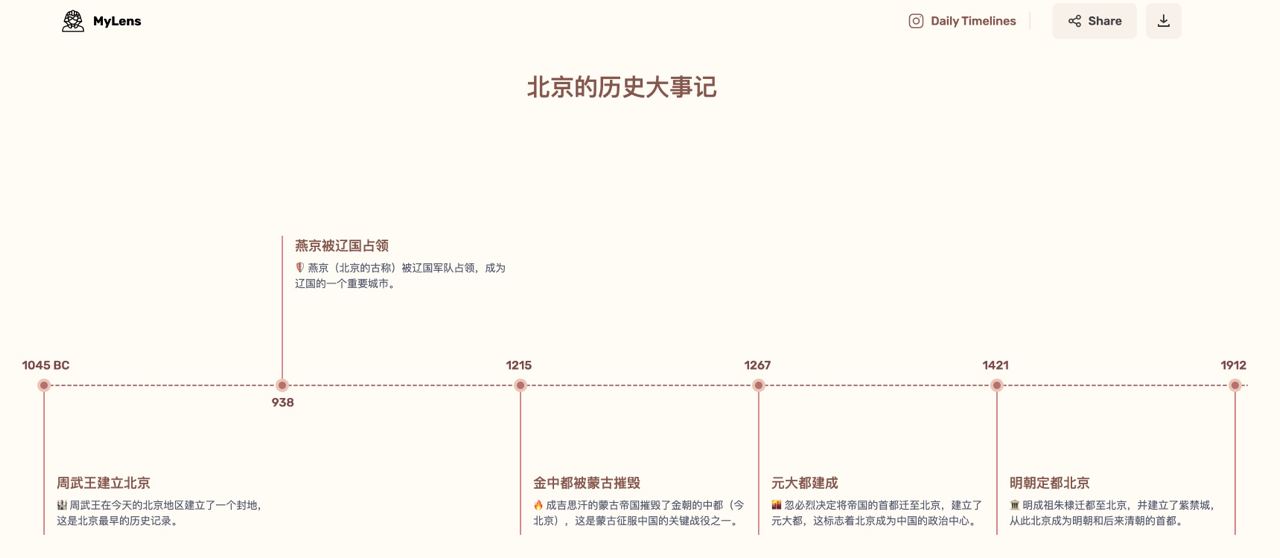 MyLens
Daily Timelines
Share
北京的历史大事记
燕京被辽国占领
燕京（北京的古称）被辽国军队占领，成为
辽国的一个重要城市。
1045 BC
938
1215
1267
1421
1912
周武王建立北京
周武王在今天的北京地区建立了一个封地，
这是北京最早的历史记录。
金中都被蒙古摧毁
成吉思汗的蒙古帝国摧毁了金朝的中都（今
北京），这是蒙古征服中国的关键战役之一。
元大都建成
忽必烈决定将帝国的首都迁至北京，建立了
元大都，这标志着北京成为中国的政治中心。
明朝定都北京
明成祖朱棣迁都至北京，并建立了紫禁城，
从此北京成为明朝和后来清朝的首都。